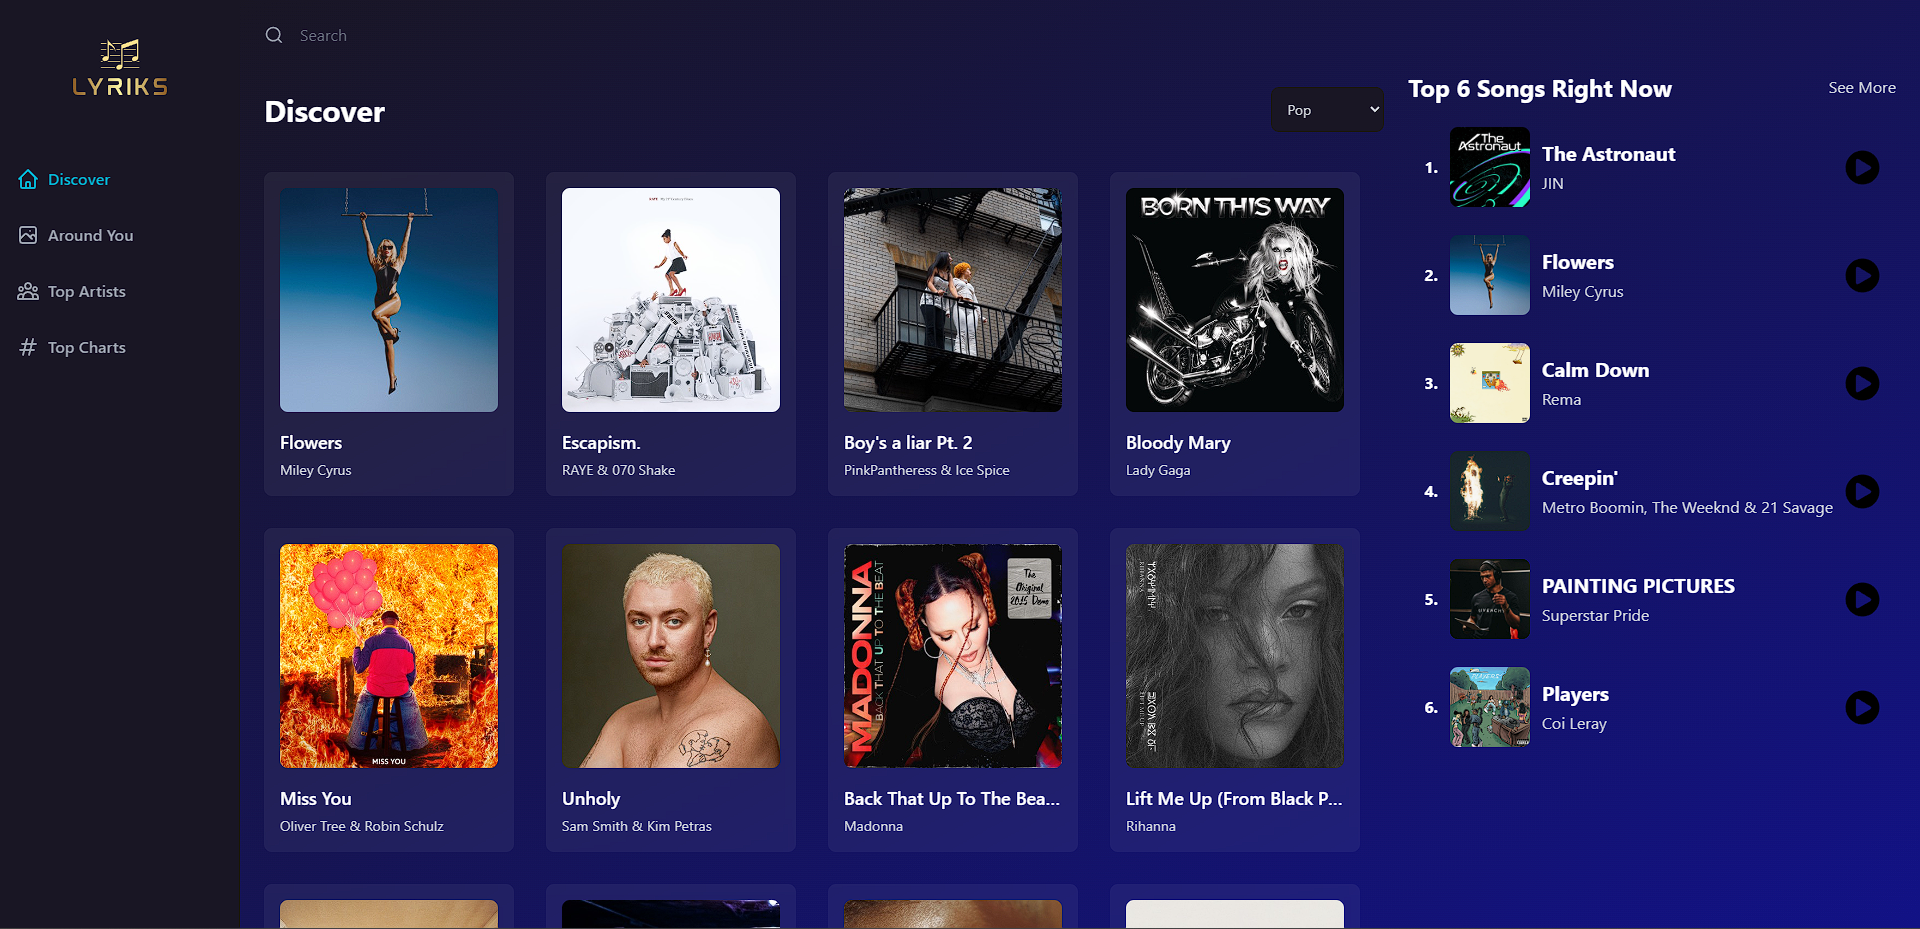 LYRIKS
Search
Discover
Around You
Top Artists
Top Charts
Discover
Pop
BORN THIS WAY
Flowers
Miley Cyrus
Escapism.
RAYE & 070 Shake
Boy's a liar Pt. 2
PinkPantheress & Ice Spice
Bloody Mary
Lady Gaga
MISS YOU
MADONNA
BACK THAT UP TO THE BEAT
The
Original
2015 Demo
Miss You
Oliver Tree & Robin Schulz
Unholy
Sam Smith & Kim Petras
Back That Up To The Bea...
Madonna
Lift Me Up (From Black P...
Rihanna
Top 6 Songs Right Now
See More
1.
The
Astronaut
The Astronaut
JIN
2.
Flowers
Miley Cyrus
3.
Calm Down
Rema
4.
Creepin'
Metro Boomin, The Weeknd & 21 Savage
5.
PAINTING PICTURES
Superstar Pride
6.
PLAYERS
Players
Coi Leray